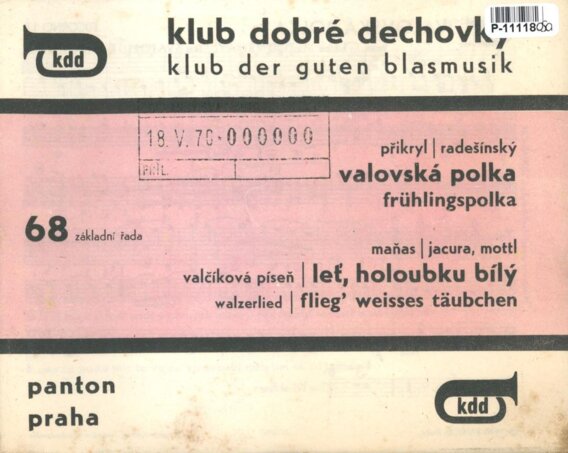 kdd
klub dobré dechovky
klub der guten blasmusik
18. V. 76 · 000000
PŘÍL.
přikryl | radešínský
valovská polka
frühlingspolka
68 základní řada
maňas | jacura, mottl
valčíková píseň | leť, holoubku bílý
walzerlied | flieg' weisses täubchen
panton
praha
kdd